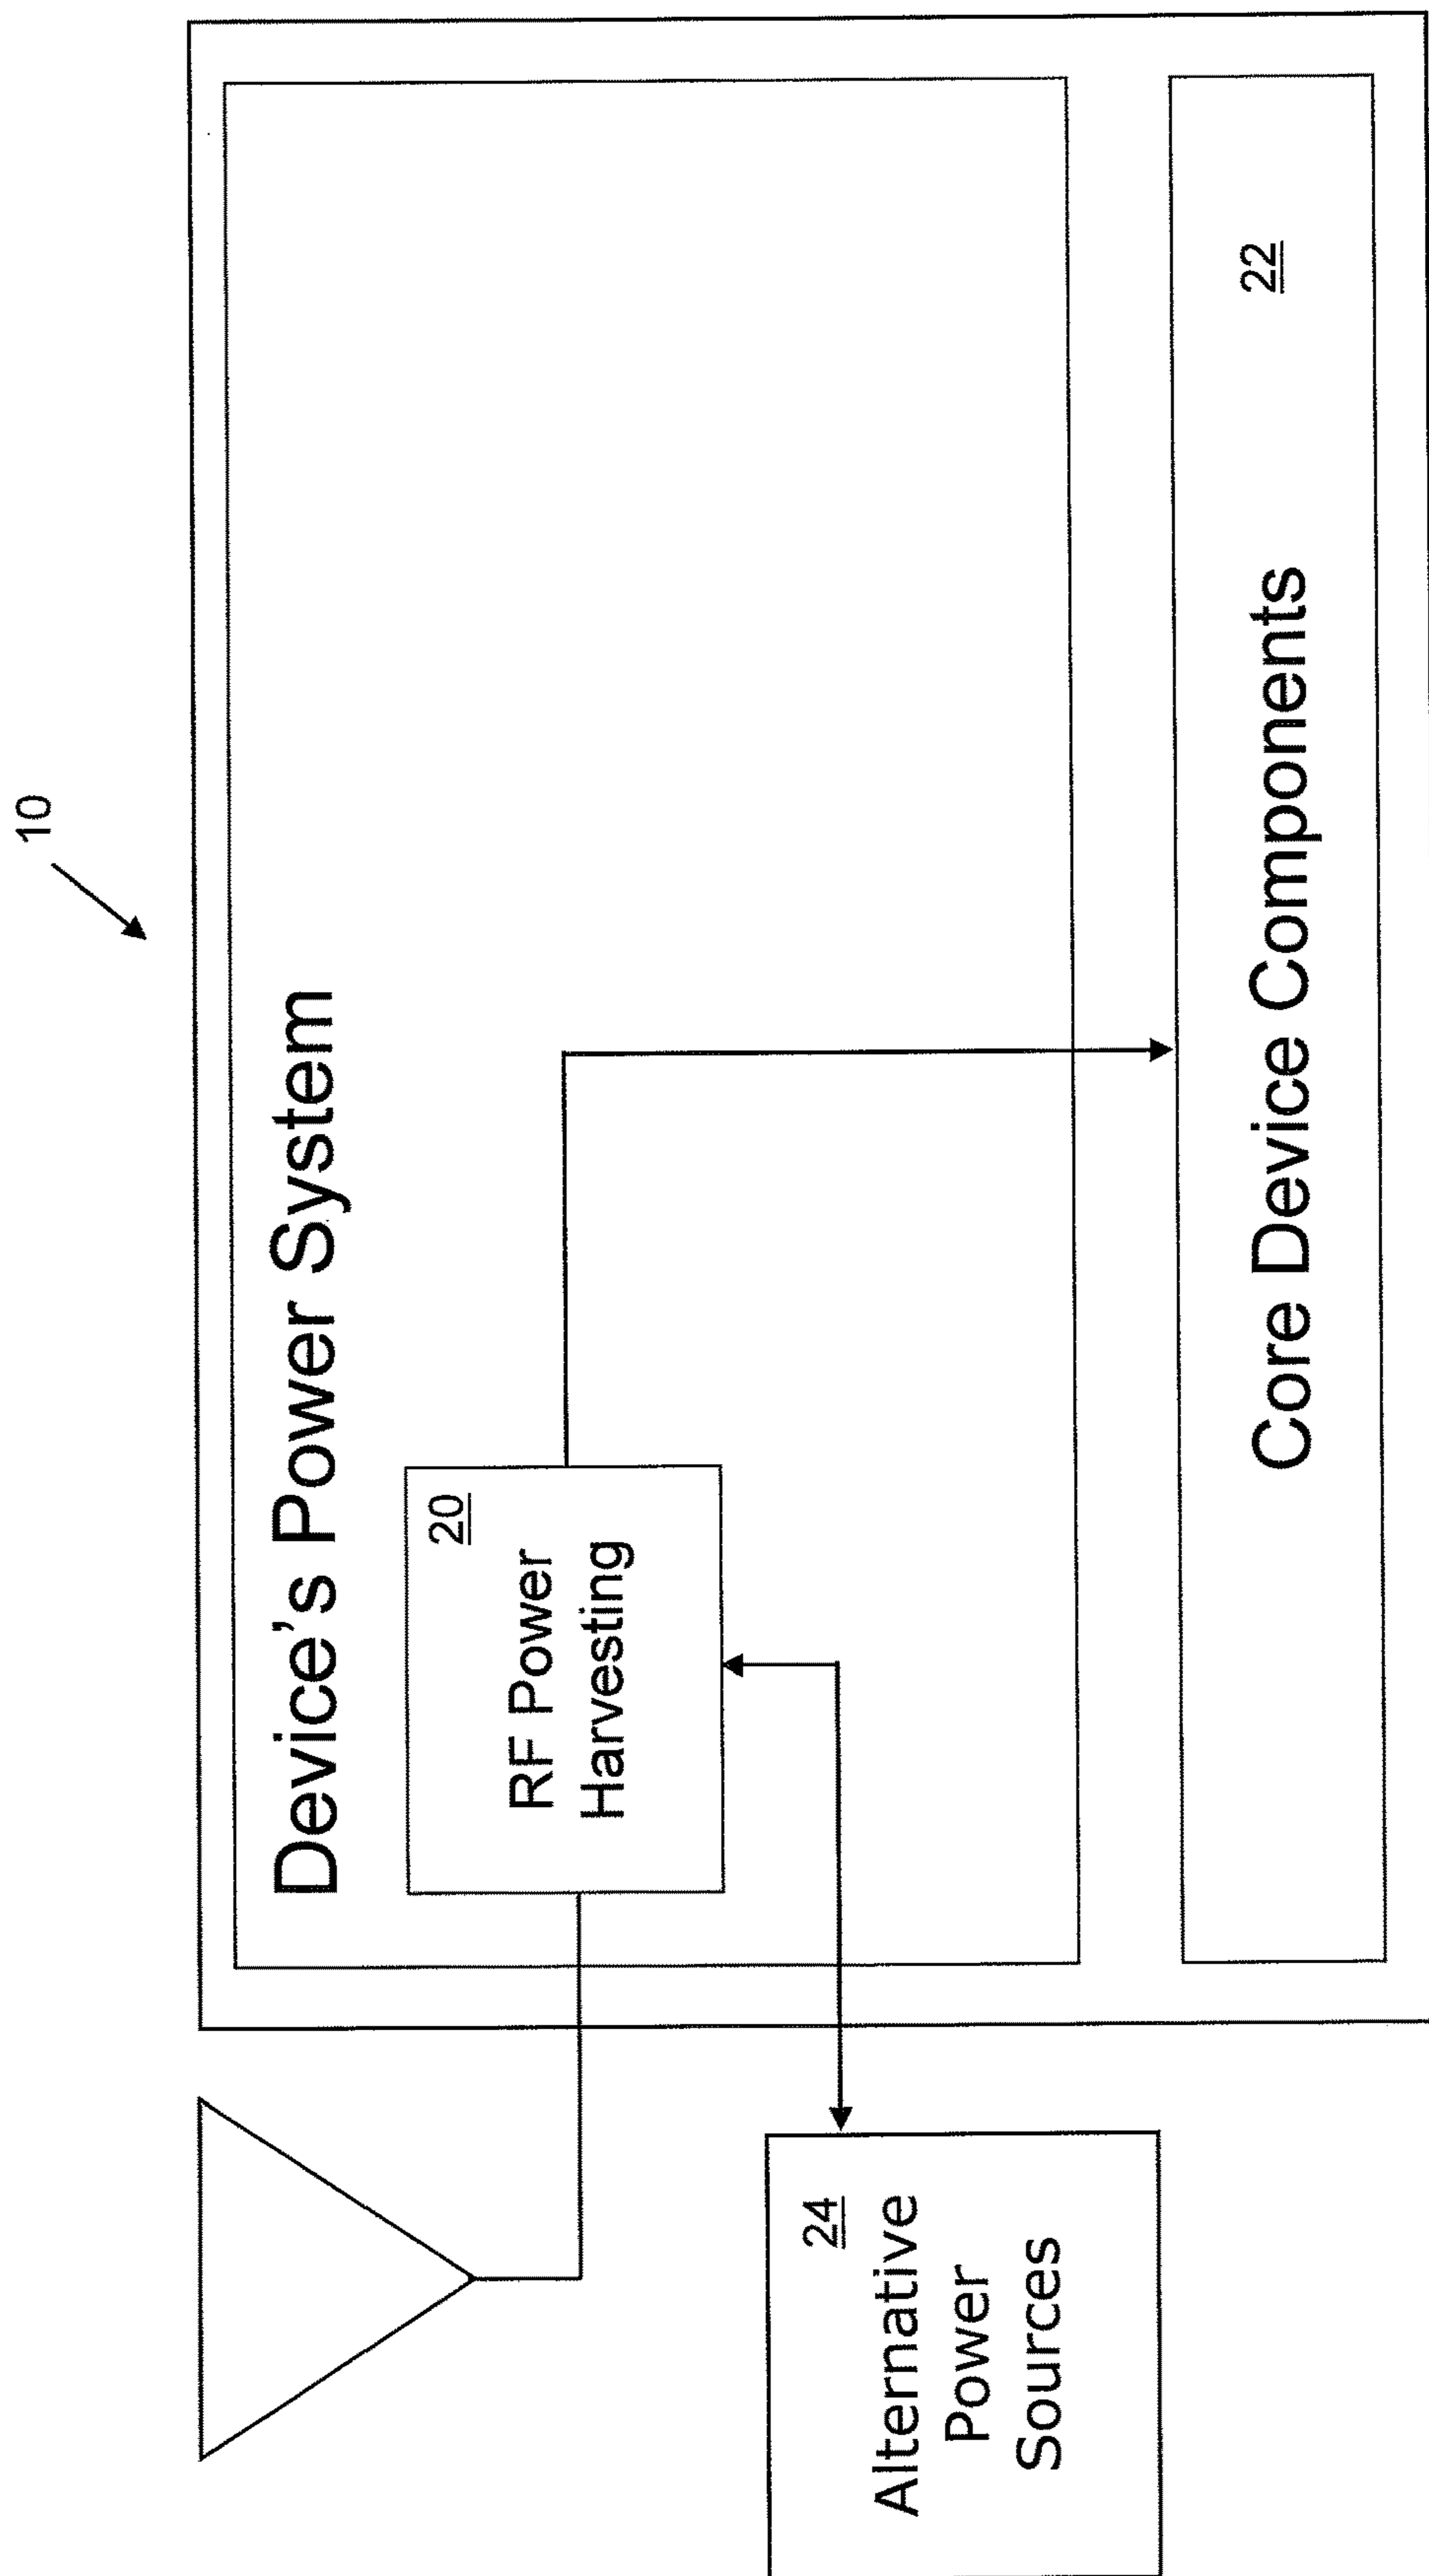 10
Device's Power System
20
RF Power
Harvesting
24
Alternative
Power
Sources
22
Core Device Components